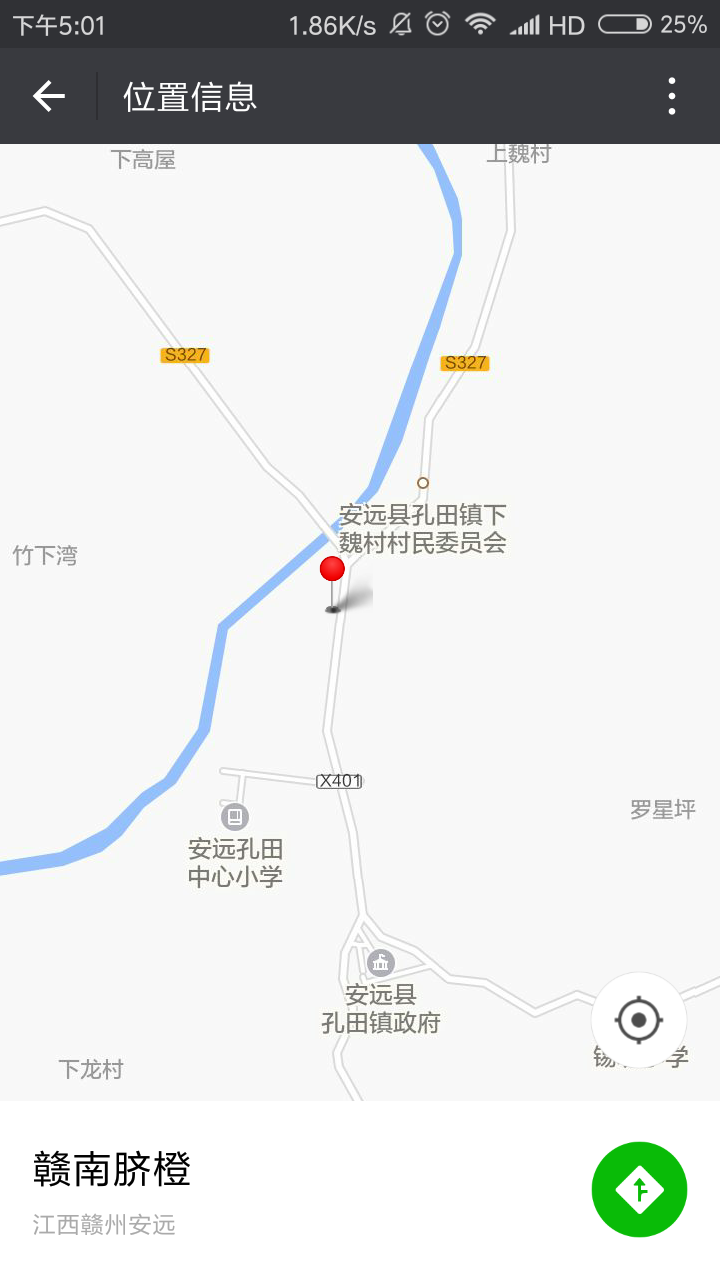 下午5:01 1.86K/s HD 25%
位置信息
下高屋
上魏村
S327
S327
安远县孔田镇下
魏村村民委员会
竹下湾
X401
罗星坪
安远孔田
中心小学
安远县
孔田镇政府
下龙村
赣南脐橙
江西赣州安远